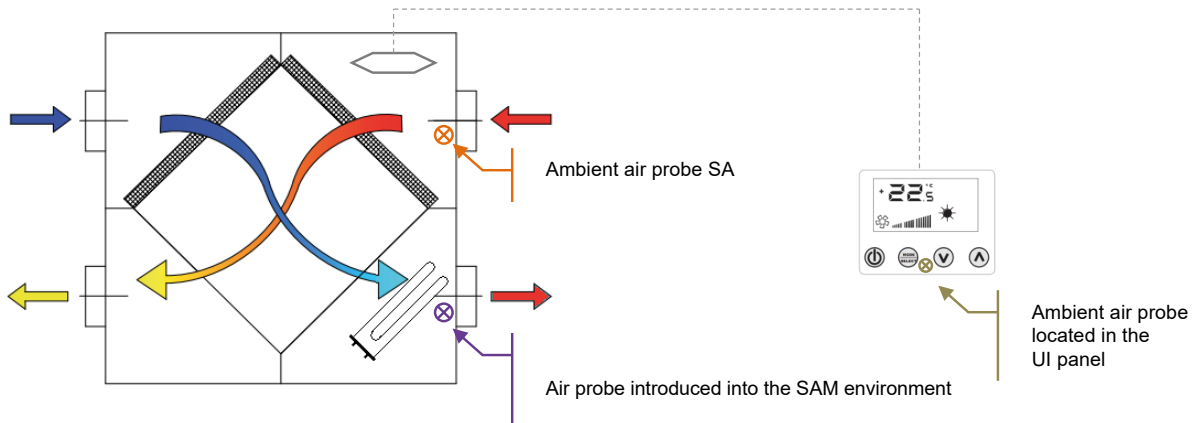 Ambient air probe SA
+ 22.5 °C
MODE
SELECT
Ambient air probe
located in the
UI panel
Air probe introduced into the SAM environment